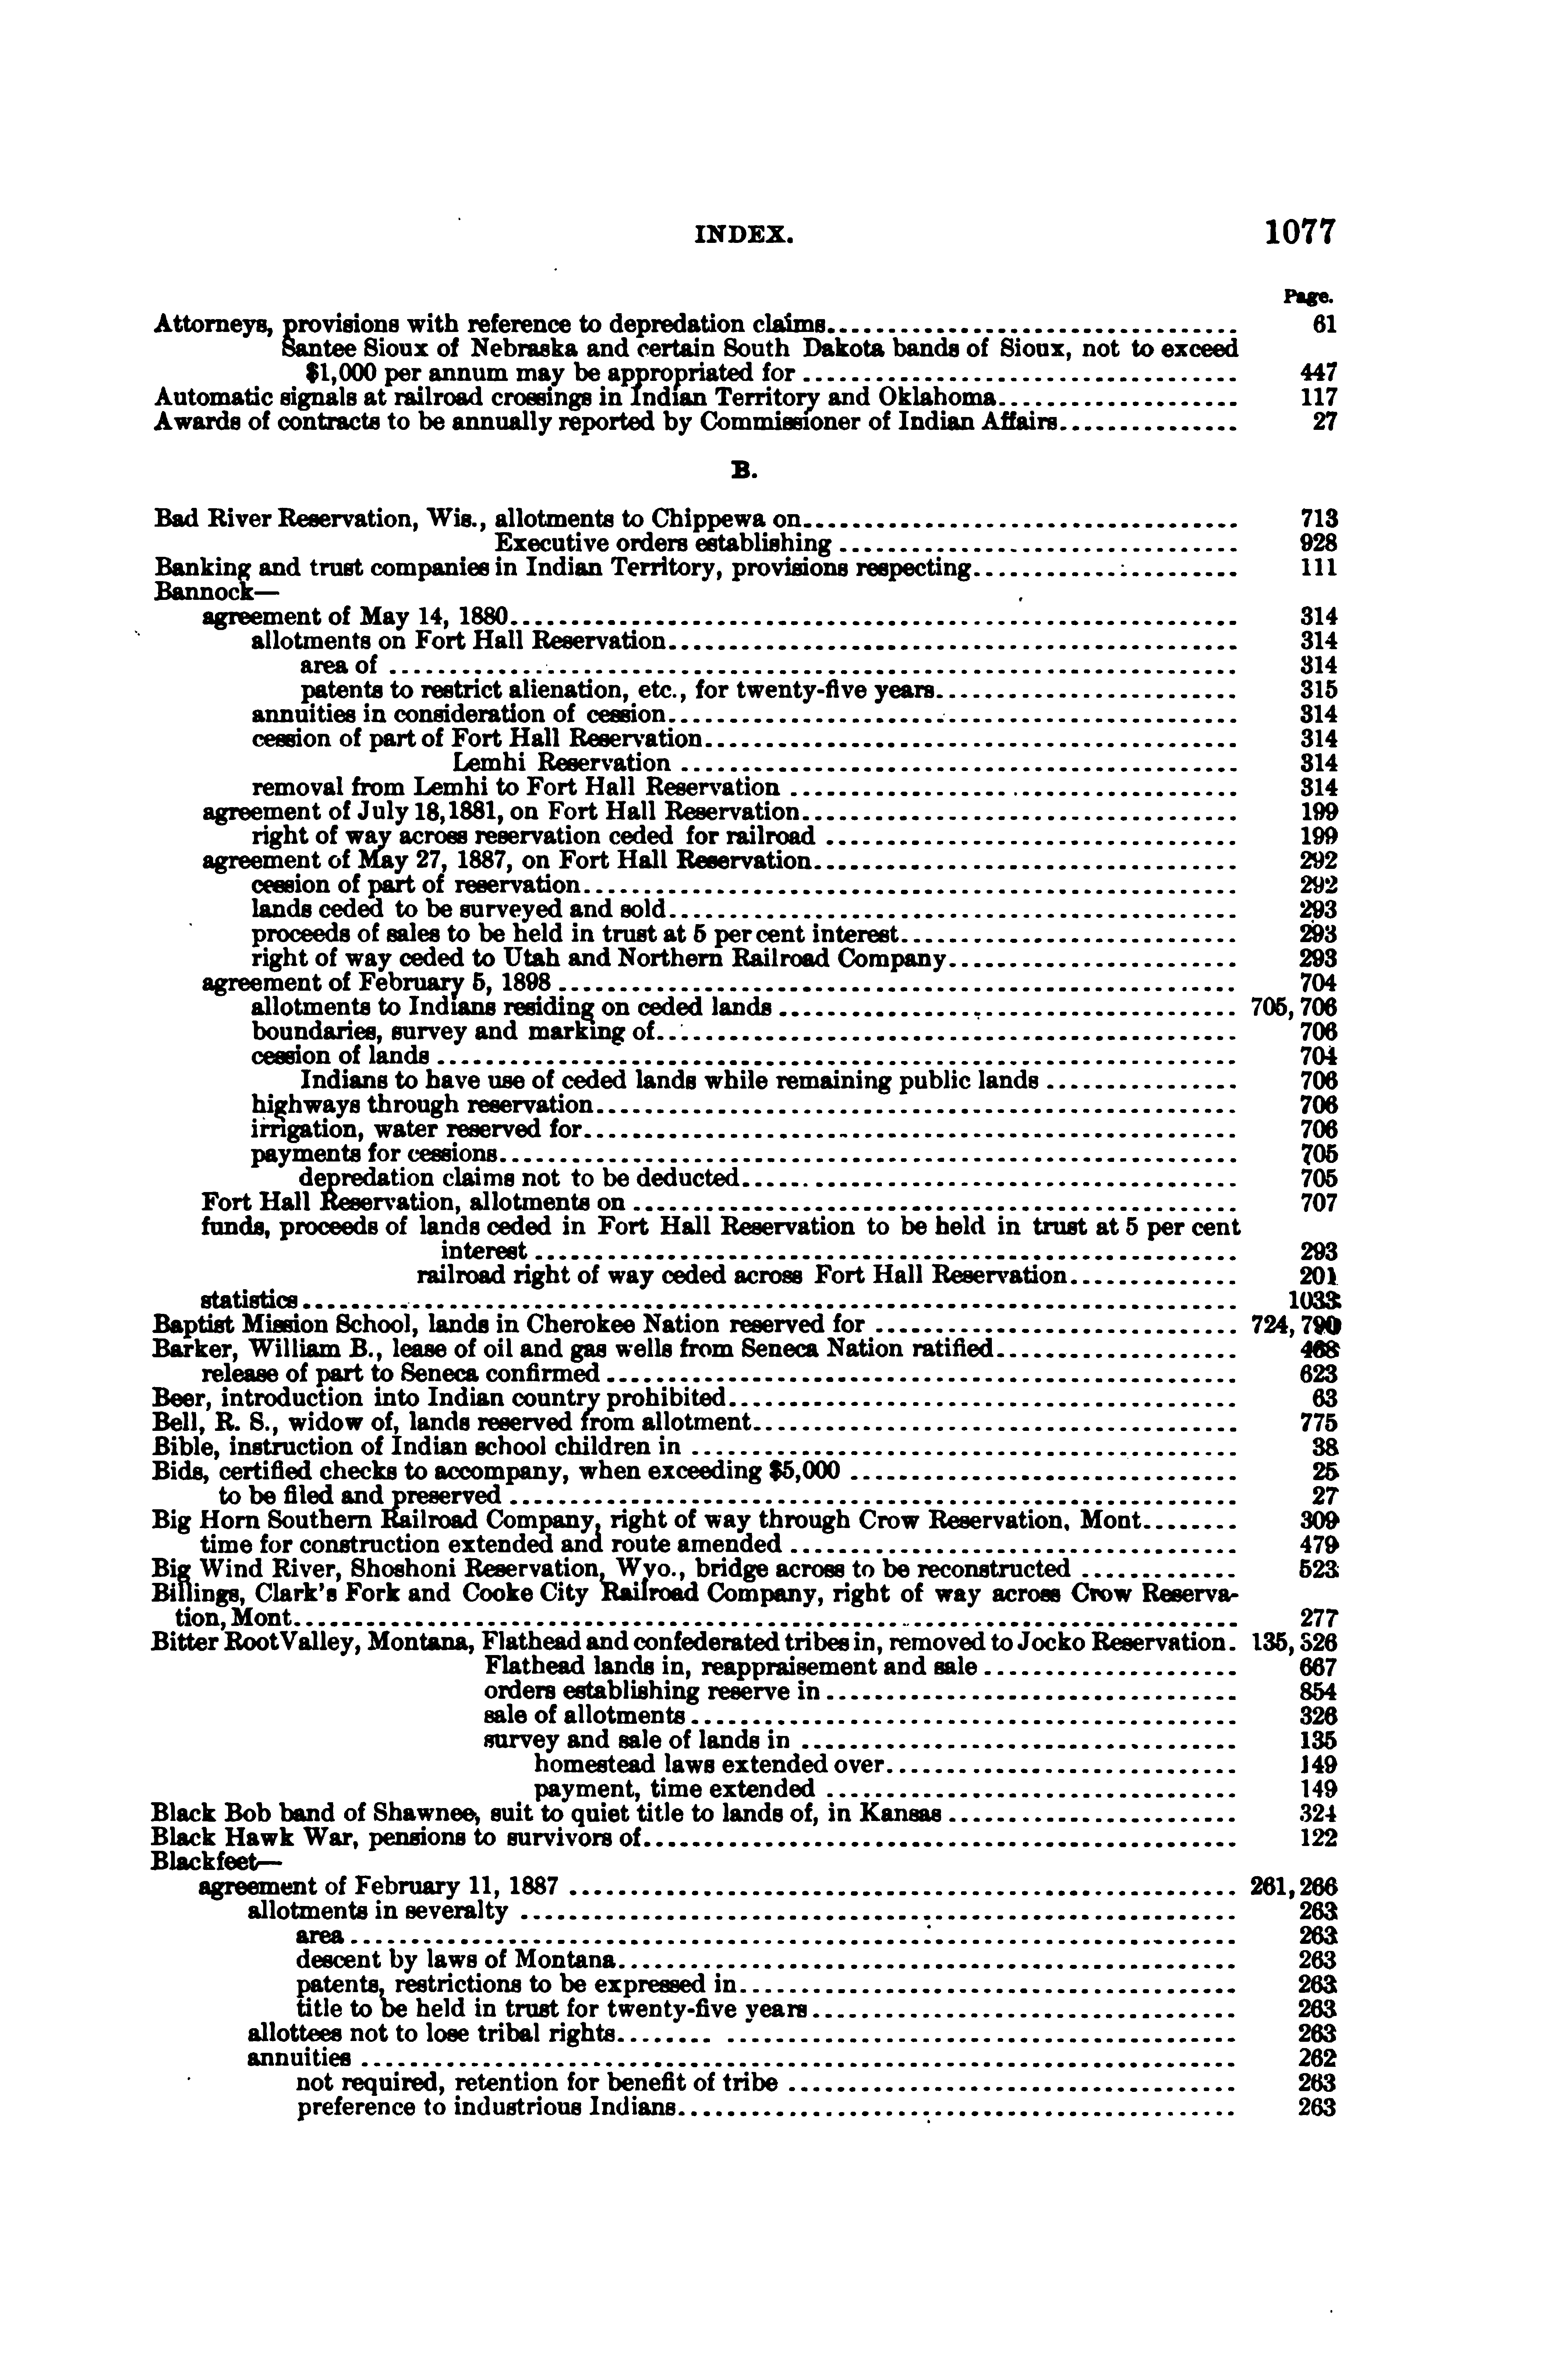 INDEX. 1077
Page.
Attorneys, provisions with reference to depredation claims.................................. 61
Santee Sioux of Nebraska and certain South Dakota bands of Sioux, not to exceed
$1,000 per annum may be appropriated for .................................... 447
Automatic signals at railroad crossings in Indian Territory and Oklahoma.................... 117
Awards of contracts to be annually reported by Commissioner of Indian Affairs............... 27
B.
Bad River Reservation, Wis., allotments to Chippewa on.................................... 713
Executive orders establishing ................................. 928
Banking and trust companies in Indian Territory, provisions respecting...................... 111
Bannock—
agreement of May 14, 1880............................................................ 314
allotments on Fort Hall Reservation............................................... 314
area of ...................................................................... 314
patents to restrict alienation, etc., for twenty-five years......................... 315
annuities in consideration of cession............................................... 314
cession of part of Fort Hall Reservation............................................ 314
Lemhi Reservation .............................................. 314
removal from Lemhi to Fort Hall Reservation ..................................... 314
agreement of July 18, 1881, on Fort Hall Reservation.................................... 199
right of way across reservation ceded for railroad .................................. 199
agreement of May 27, 1887, on Fort Hall Reservation................................... 292
cession of part of reservation...................................................... 292
lands ceded to be surveyed and sold............................................... 293
proceeds of sales to be held in trust at 5 per cent interest............................ 293
right of way ceded to Utah and Northern Railroad Company........................ 293
agreement of February 5, 1898 ........................................................ 704
allotments to Indians residing on ceded lands ...................................... 705, 706
boundaries, survey and marking of................................................ 706
cession of lands .................................................................. 704
Indians to have use of ceded lands while remaining public lands ................ 706
highways through reservation..................................................... 706
irrigation, water reserved for...................................................... 706
payments for cessions............................................................. 705
depredation claims not to be deducted......................................... 705
Fort Hall Reservation, allotments on .................................................. 707
funds, proceeds of lands ceded in Fort Hall Reservation to be held in trust at 5 per cent
interest .......................................................... 293
railroad right of way ceded across Fort Hall Reservation.............. 201
statistics............................................................................. 1033
Baptist Mission School, lands in Cherokee Nation reserved for .............................. 724, 790
Barker, William B., lease of oil and gas wells from Seneca Nation ratified.................... 468
release of part to Seneca confirmed .................................................... 623
Beer, introduction into Indian country prohibited.......................................... 63
Bell, R. S., widow of, lands reserved from allotment........................................ 775
Bible, instruction of Indian school children in ............................................. 38
Bids, certified checks to accompany, when exceeding $5,000 ................................ 25
to be filed and preserved ............................................................ 27
Big Horn Southern Railroad Company, right of way through Crow Reservation, Mont........ 309
time for construction extended and route amended ..................................... 479
Big Wind River, Shoshoni Reservation, Wyo., bridge across to be reconstructed ............. 523
Billings, Clark's Fork and Cooke City Railroad Company, right of way across Crow Reserva-
tion, Mont.............................................................................. 277
Bitter Root Valley, Montana, Flathead and confederated tribes in, removed to Jocko Reservation. 135, 326
Flathead lands in, reappraisement and sale ..................... 667
orders establishing reserve in .................................. 854
sale of allotments............................................. 326
survey and sale of lands in .................................... 135
homestead laws extended over............................. 149
payment, time extended .................................. 149
Black Bob band of Shawnee, suit to quiet title to lands of, in Kansas ........................ 324
Black Hawk War, pensions to survivors of................................................. 122
Blackfeet—
agreement of February 11, 1887 ....................................................... 261, 266
allotments in severalty ........................................................... 263
area......................................................................... 263
descent by laws of Montana................................................... 263
patents, restrictions to be expressed in......................................... 263
title to be held in trust for twenty-five years................................... 263
allottees not to lose tribal rights................................................... 263
annuities ........................................................................ 262
not required, retention for benefit of tribe ..................................... 263
preference to industrious Indians.............................................. 263